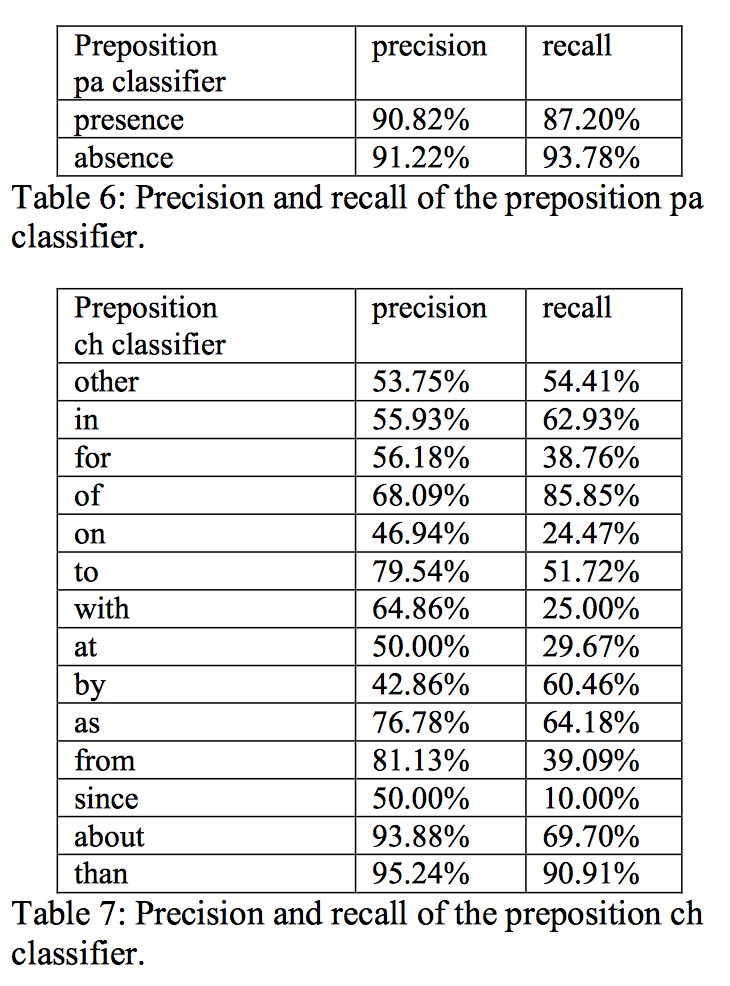 Preposition precision recall
pa classifier
presence 90.82% 87.20%
absence 91.22% 93.78%
Table 6: Precision and recall of the preposition pa
classifier.
Preposition precision recall
ch classifier
other 53.75% 54.41%
in 55.93% 62.93%
for 56.18% 38.76%
of 68.09% 85.85%
on 46.94% 24.47%
to 79.54% 51.72%
with 64.86% 25.00%
at 50.00% 29.67%
by 42.86% 60.46%
as 76.78% 64.18%
from 81.13% 39.09%
since 50.00% 10.00%
about 93.88% 69.70%
than 95.24% 90.91%
Table 7: Precision and recall of the preposition ch
classifier.